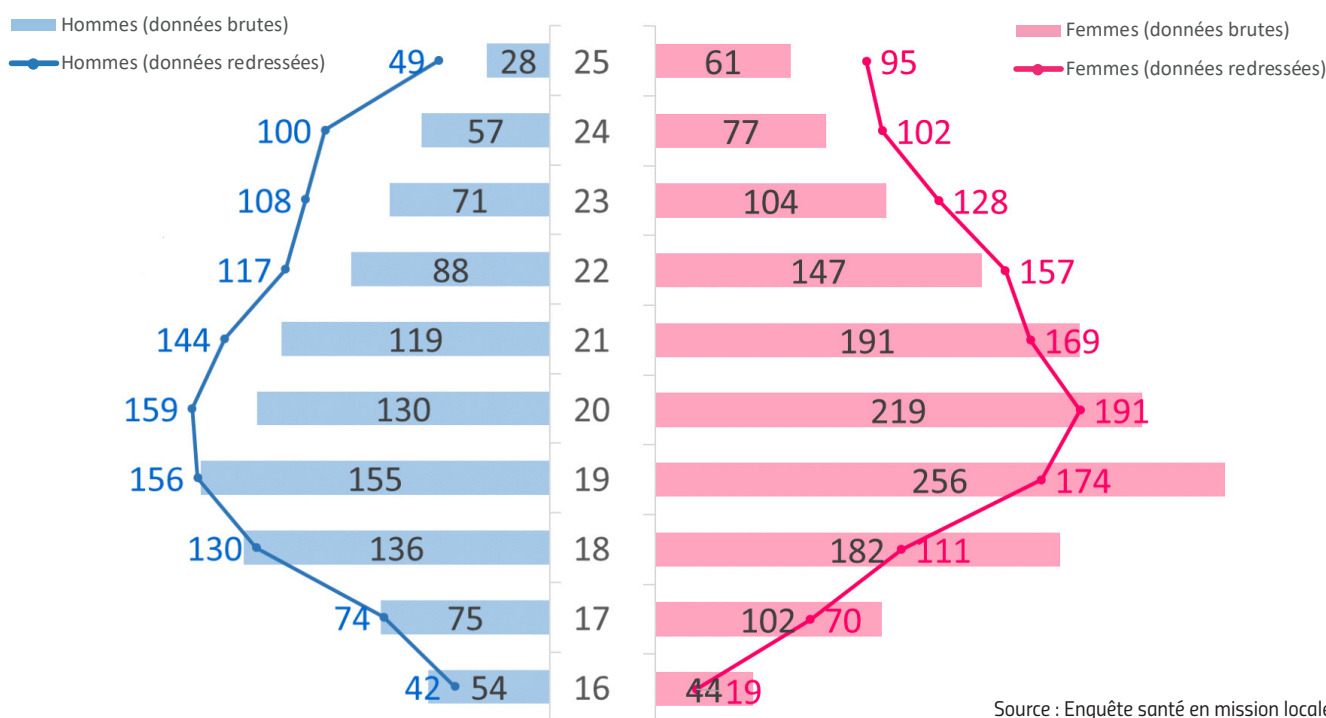 Hommes (données brutes)
Hommes (données redressées)
Femmes (données brutes)
Femmes (données redressées)
49 28 25 61 95
100 57 24 77 102
108 71 23 104 128
117 88 22 147 157
144 119 21 191 169
159 130 20 219 191
156 155 19 256 174
130 136 18 182 111
74 75 17 102 70
42 54 16 44 19
Source : Enquête santé en mission locale